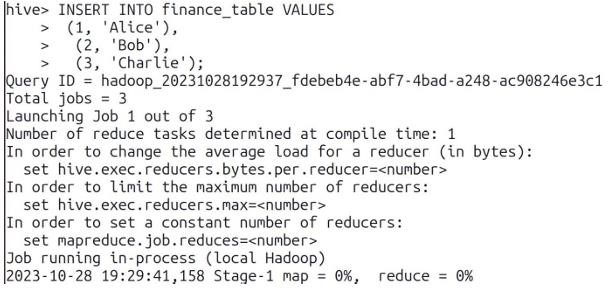 hive> INSERT INTO finance_table VALUES
    >  (1, 'Alice'),
    >   (2, 'Bob'),
    >   (3, 'Charlie');
Query ID = hadoop_20231028192937_fdebeb4e-abf7-4bad-a248-ac908246e3c1
Total jobs = 3
Launching Job 1 out of 3
Number of reduce tasks determined at compile time: 1
In order to change the average load for a reducer (in bytes):
  set hive.exec.reducers.bytes.per.reducer=<number>
In order to limit the maximum number of reducers:
  set hive.exec.reducers.max=<number>
In order to set a constant number of reducers:
  set mapreduce.job.reduces=<number>
Job running in-process (local Hadoop)
2023-10-28 19:29:41,158 Stage-1 map = 0%,  reduce = 0%